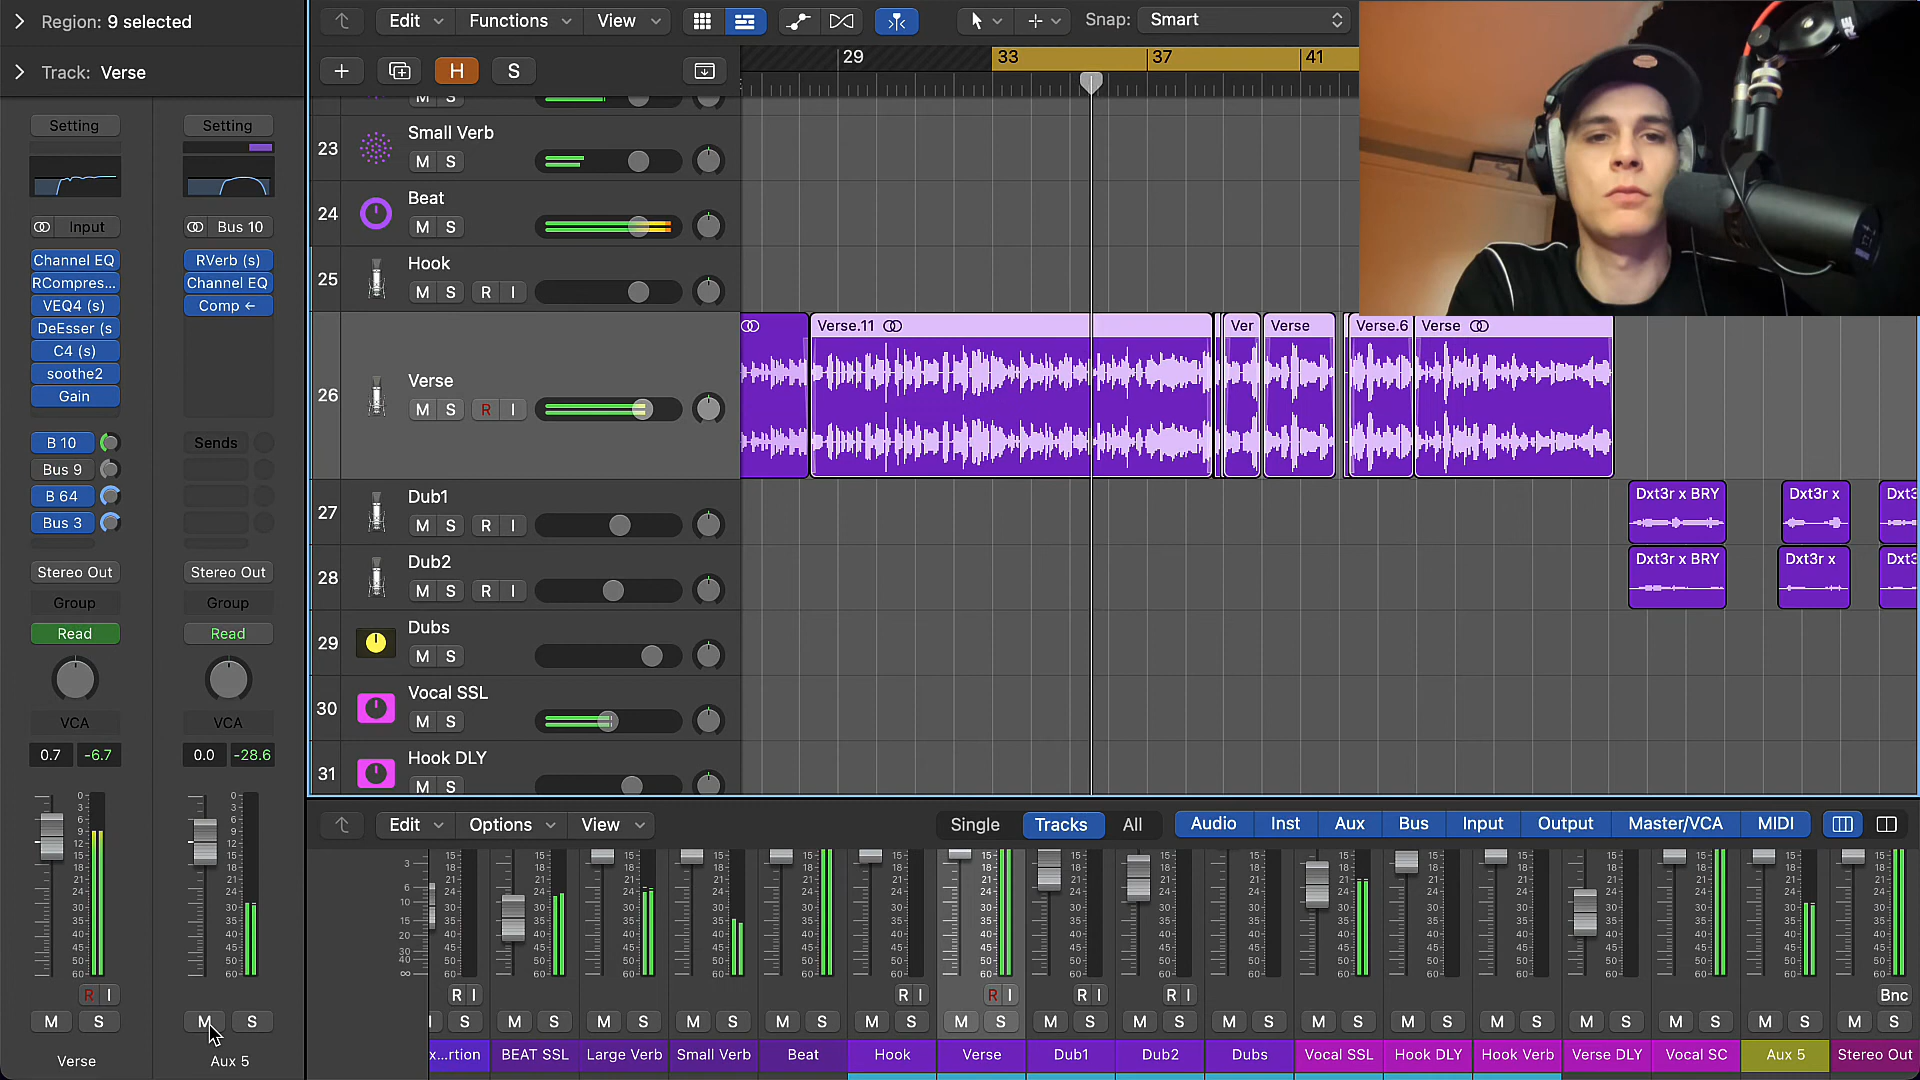 Region: 9 selected
Track: Verse
Setting
Setting
Input
Bus 10
Channel EQ
RCompres...
VEQ4 (s)
DeEsser (s
C4 (s)
soothe2
Gain
RVerb (s)
Channel EQ
Comp ←
B 10
Bus 9
B 64
Bus 3
Sends
Stereo Out
Stereo Out
Group
Group
Read
Read
VCA
VCA
0.7 -6.7
0.0 -28.6
R I
M S
M S
Verse
Aux 5
Edit Functions View
Snap: Smart
+ H S
29 33 37 41
M S
23 Small Verb
M S
24 Beat
M S
25 Hook
M S R I
26 Verse
M S R I
Verse.11 Ver Verse Verse.6 Verse
27 Dub1
M S R I
Dxt3r x BRY Dxt3r x Dxt3
28 Dub2
M S R I
Dxt3r x BRY Dxt3r x Dxt3
29 Dubs
M S
30 Vocal SSL
M S
31 Hook DLY
M S
Edit Options View
Single Tracks All
Audio Inst Aux Bus Input Output Master/VCA MIDI
R I R I R I R I R I Bnc
S M S M S M S M S M S M S M S M S M S M S M S M S M S M S M S M S
x...rtion BEAT SSL Large Verb Small Verb Beat Hook Verse Dub1 Dub2 Dubs Vocal SSL Hook DLY Hook Verb Verse DLY Vocal SC Aux 5 Stereo Out